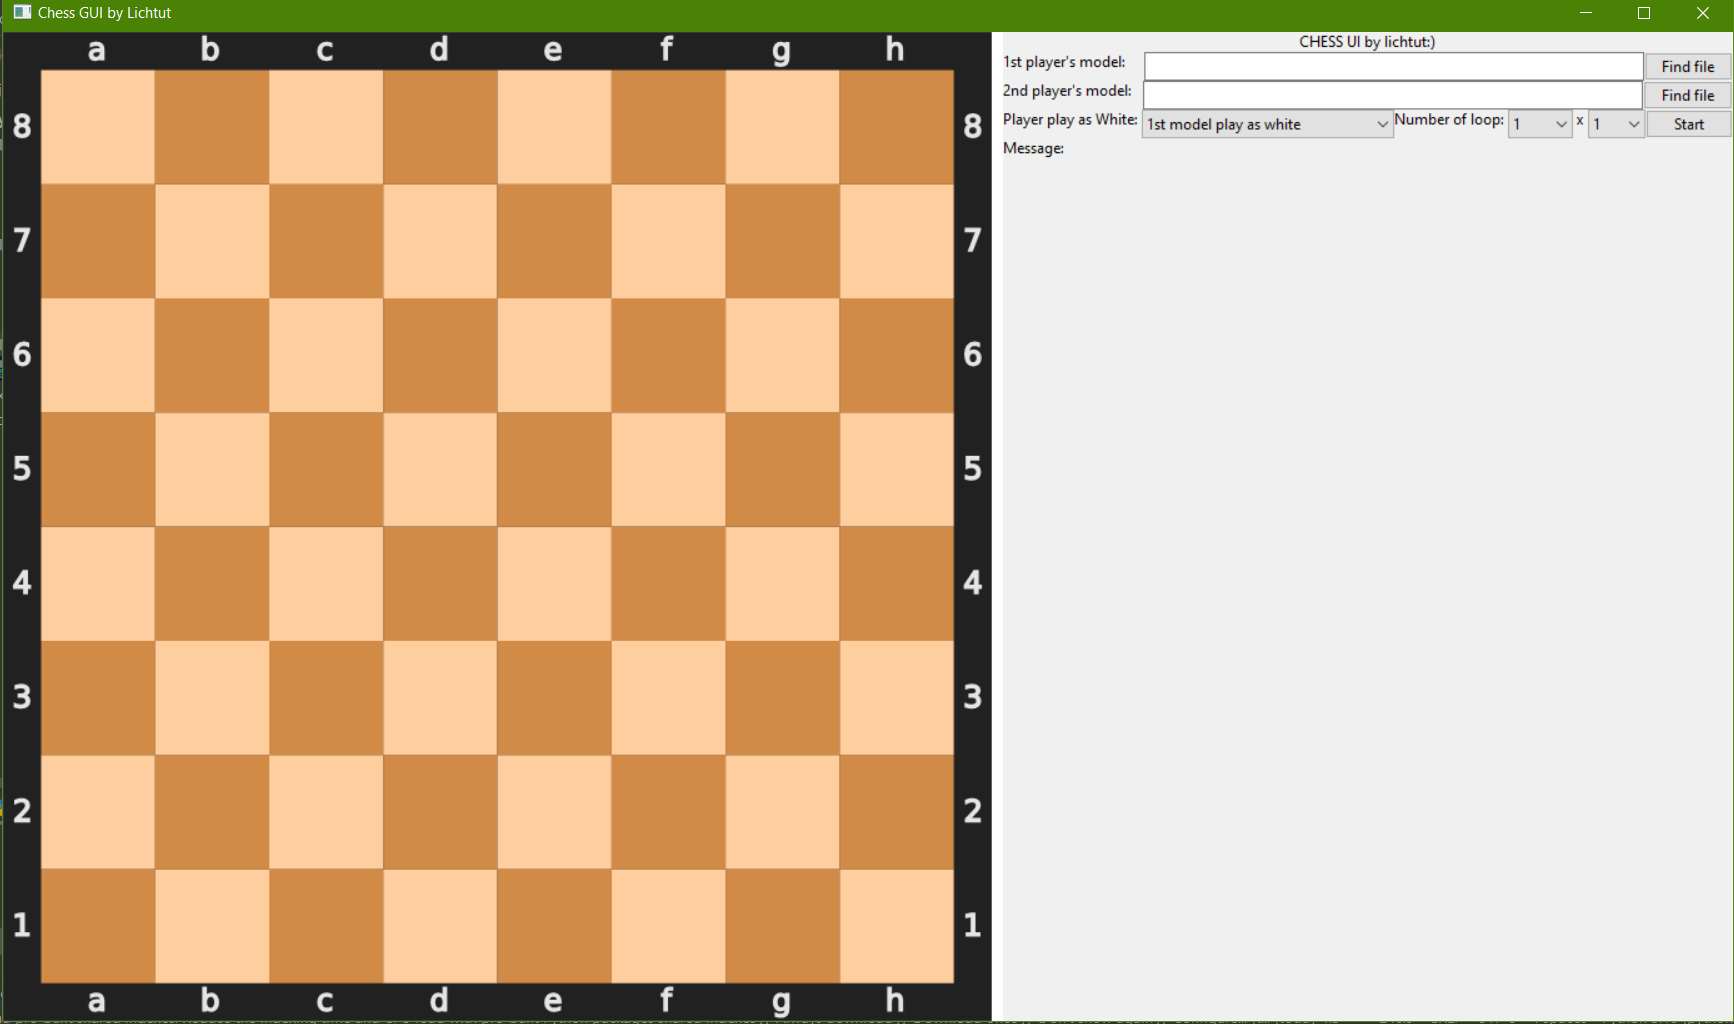 Chess GUI by Lichtut
a b c d e f g h
8 8
7 7
6 6
5 5
4 4
3 3
2 2
1 1
a b c d e f g h
CHESS UI by lichtut:)
1st player's model: Find file
2nd player's model: Find file
Player play as White: 1st model play as white Number of loop: 1 x 1 Start
Message: